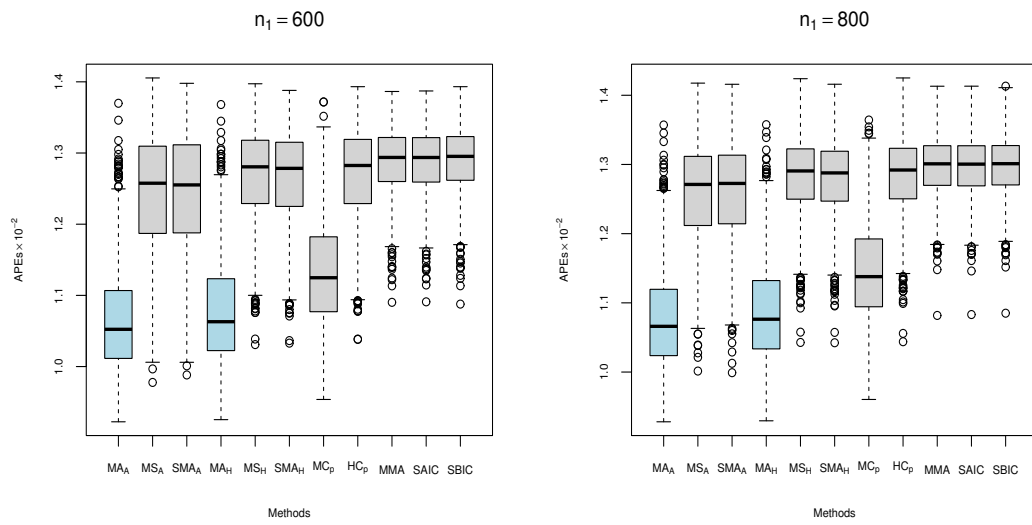 n₁ = 600
1.4
1.3
1.2
1.1
1.0
APEs×10⁻²
MA_A MS_A SMA_A MA_H MS_H SMA_H MC_p HC_p MMA SAIC SBIC
Methods
n₁ = 800
1.4
1.3
1.2
1.1
1.0
APEs×10⁻²
MA_A MS_A SMA_A MA_H MS_H SMA_H MC_p HC_p MMA SAIC SBIC
Methods